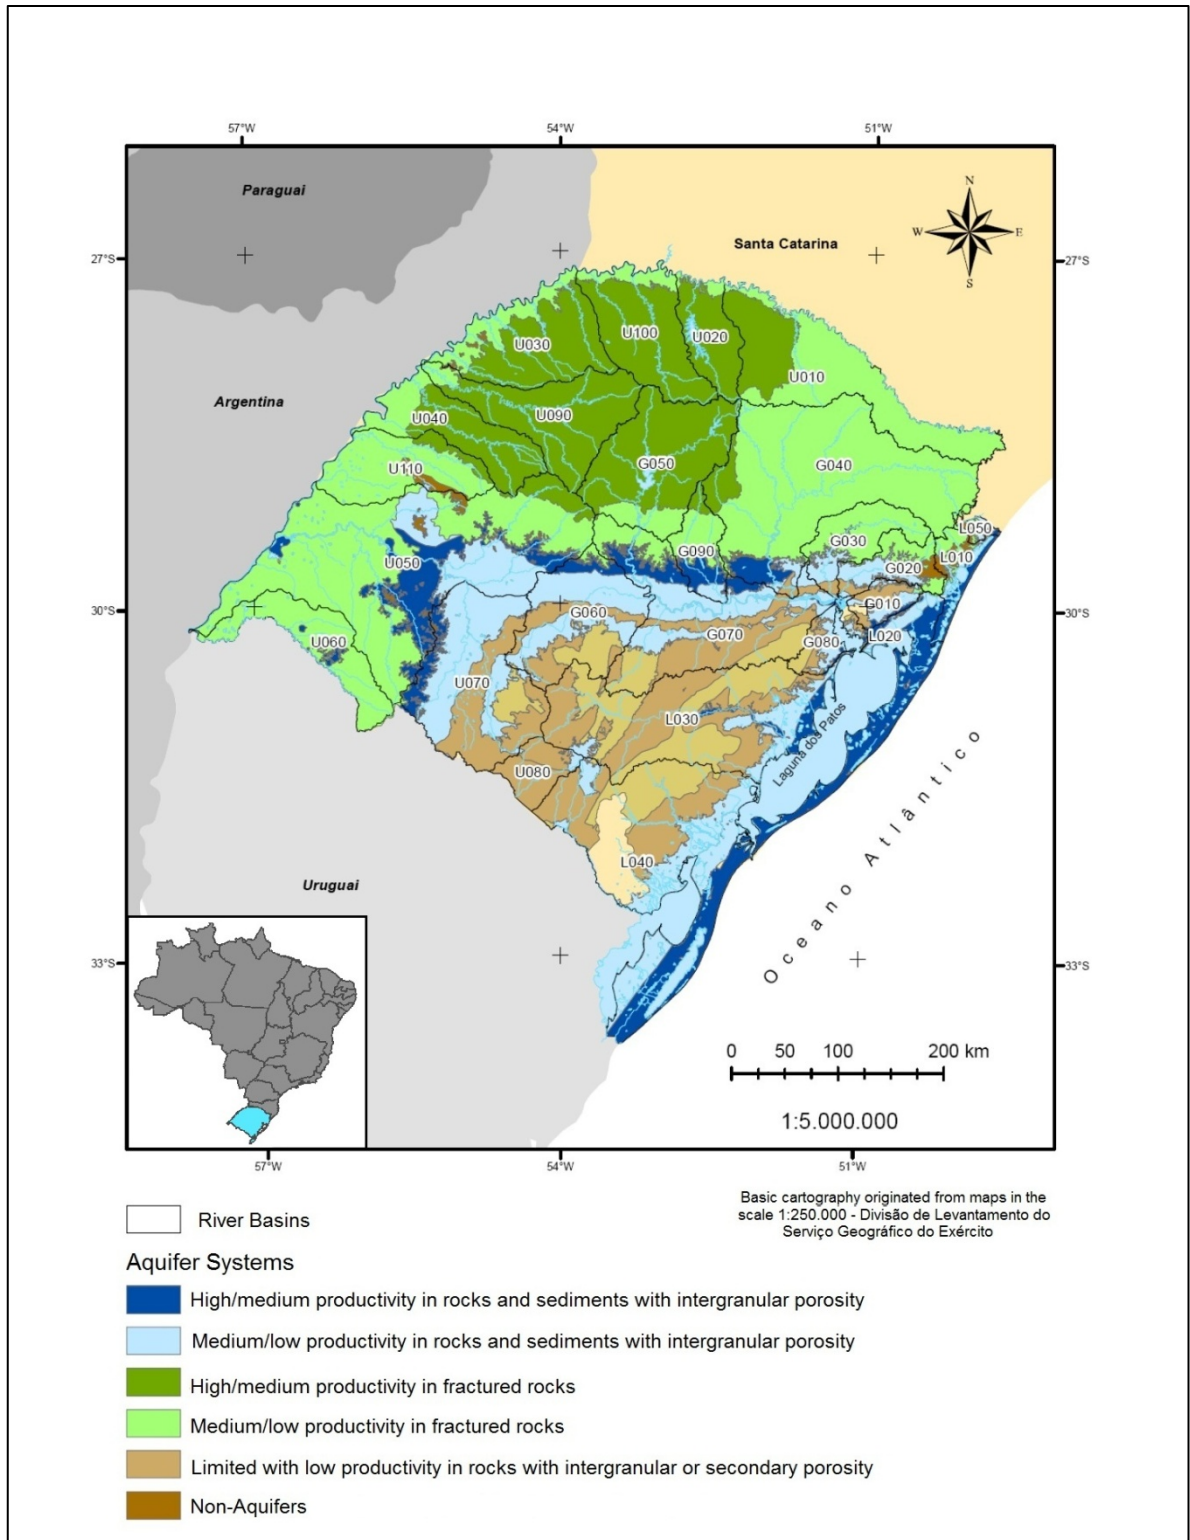 57°W
54°W
51°W
Paraguai
N
W
E
S
Santa Catarina
27°S
27°S
U100
U020
U030
U010
Argentina
U090
U040
G050
G040
U110
L050
G030
G090
L010
G020
U050
30°S
30°S
G010
G060
G070
L020
G080
U060
U070
L030
Laguna dos Patos
U080
Oceano Atlântico
L040
Uruguai
33°S
33°S
0 50 100 200 km
1:5.000.000
57°W
54°W
51°W
Basic cartography originated from maps in the
scale 1:250.000 - Divisão de Levantamento do
Serviço Geográfico do Exército
River Basins
Aquifer Systems
High/medium productivity in rocks and sediments with intergranular porosity
Medium/low productivity in rocks and sediments with intergranular porosity
High/medium productivity in fractured rocks
Medium/low productivity in fractured rocks
Limited with low productivity in rocks with intergranular or secondary porosity
Non-Aquifers